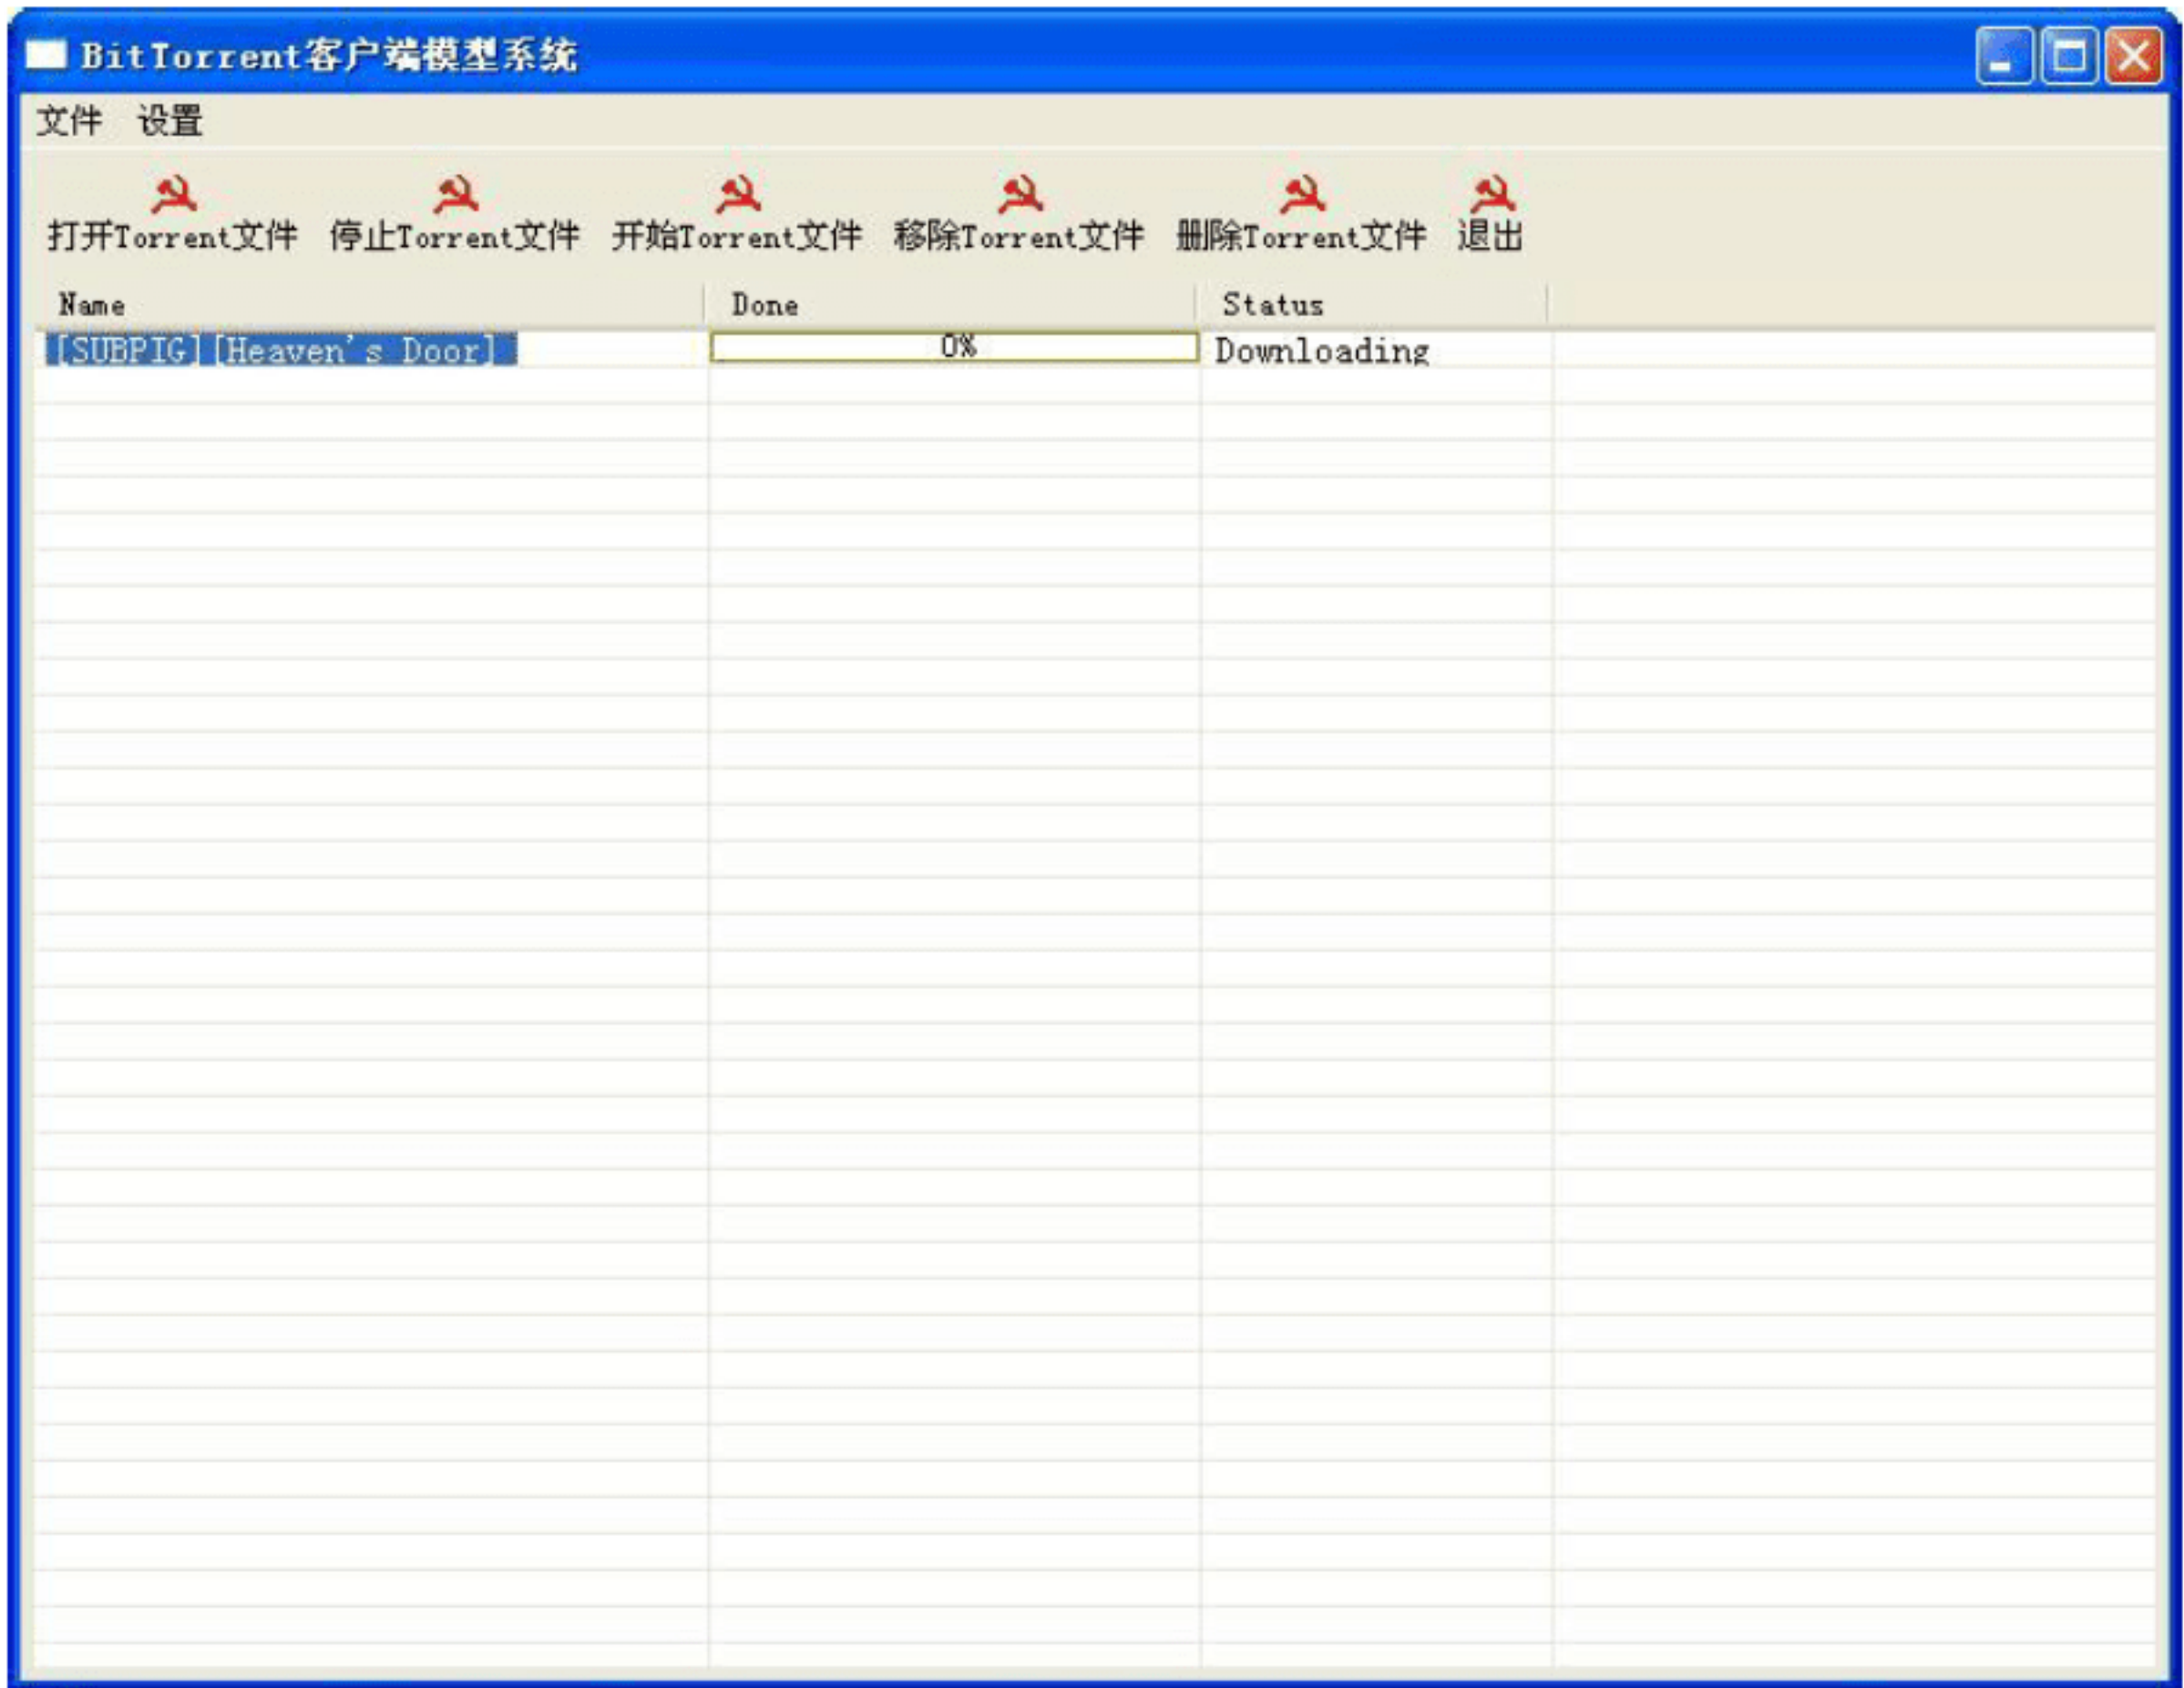 BitTorrent客户端模型系统
文件 设置
打开Torrent文件 停止Torrent文件 开始Torrent文件 移除Torrent文件 删除Torrent文件 退出
Name Done Status
[SUBPIG][Heaven's Door] 0% Downloading